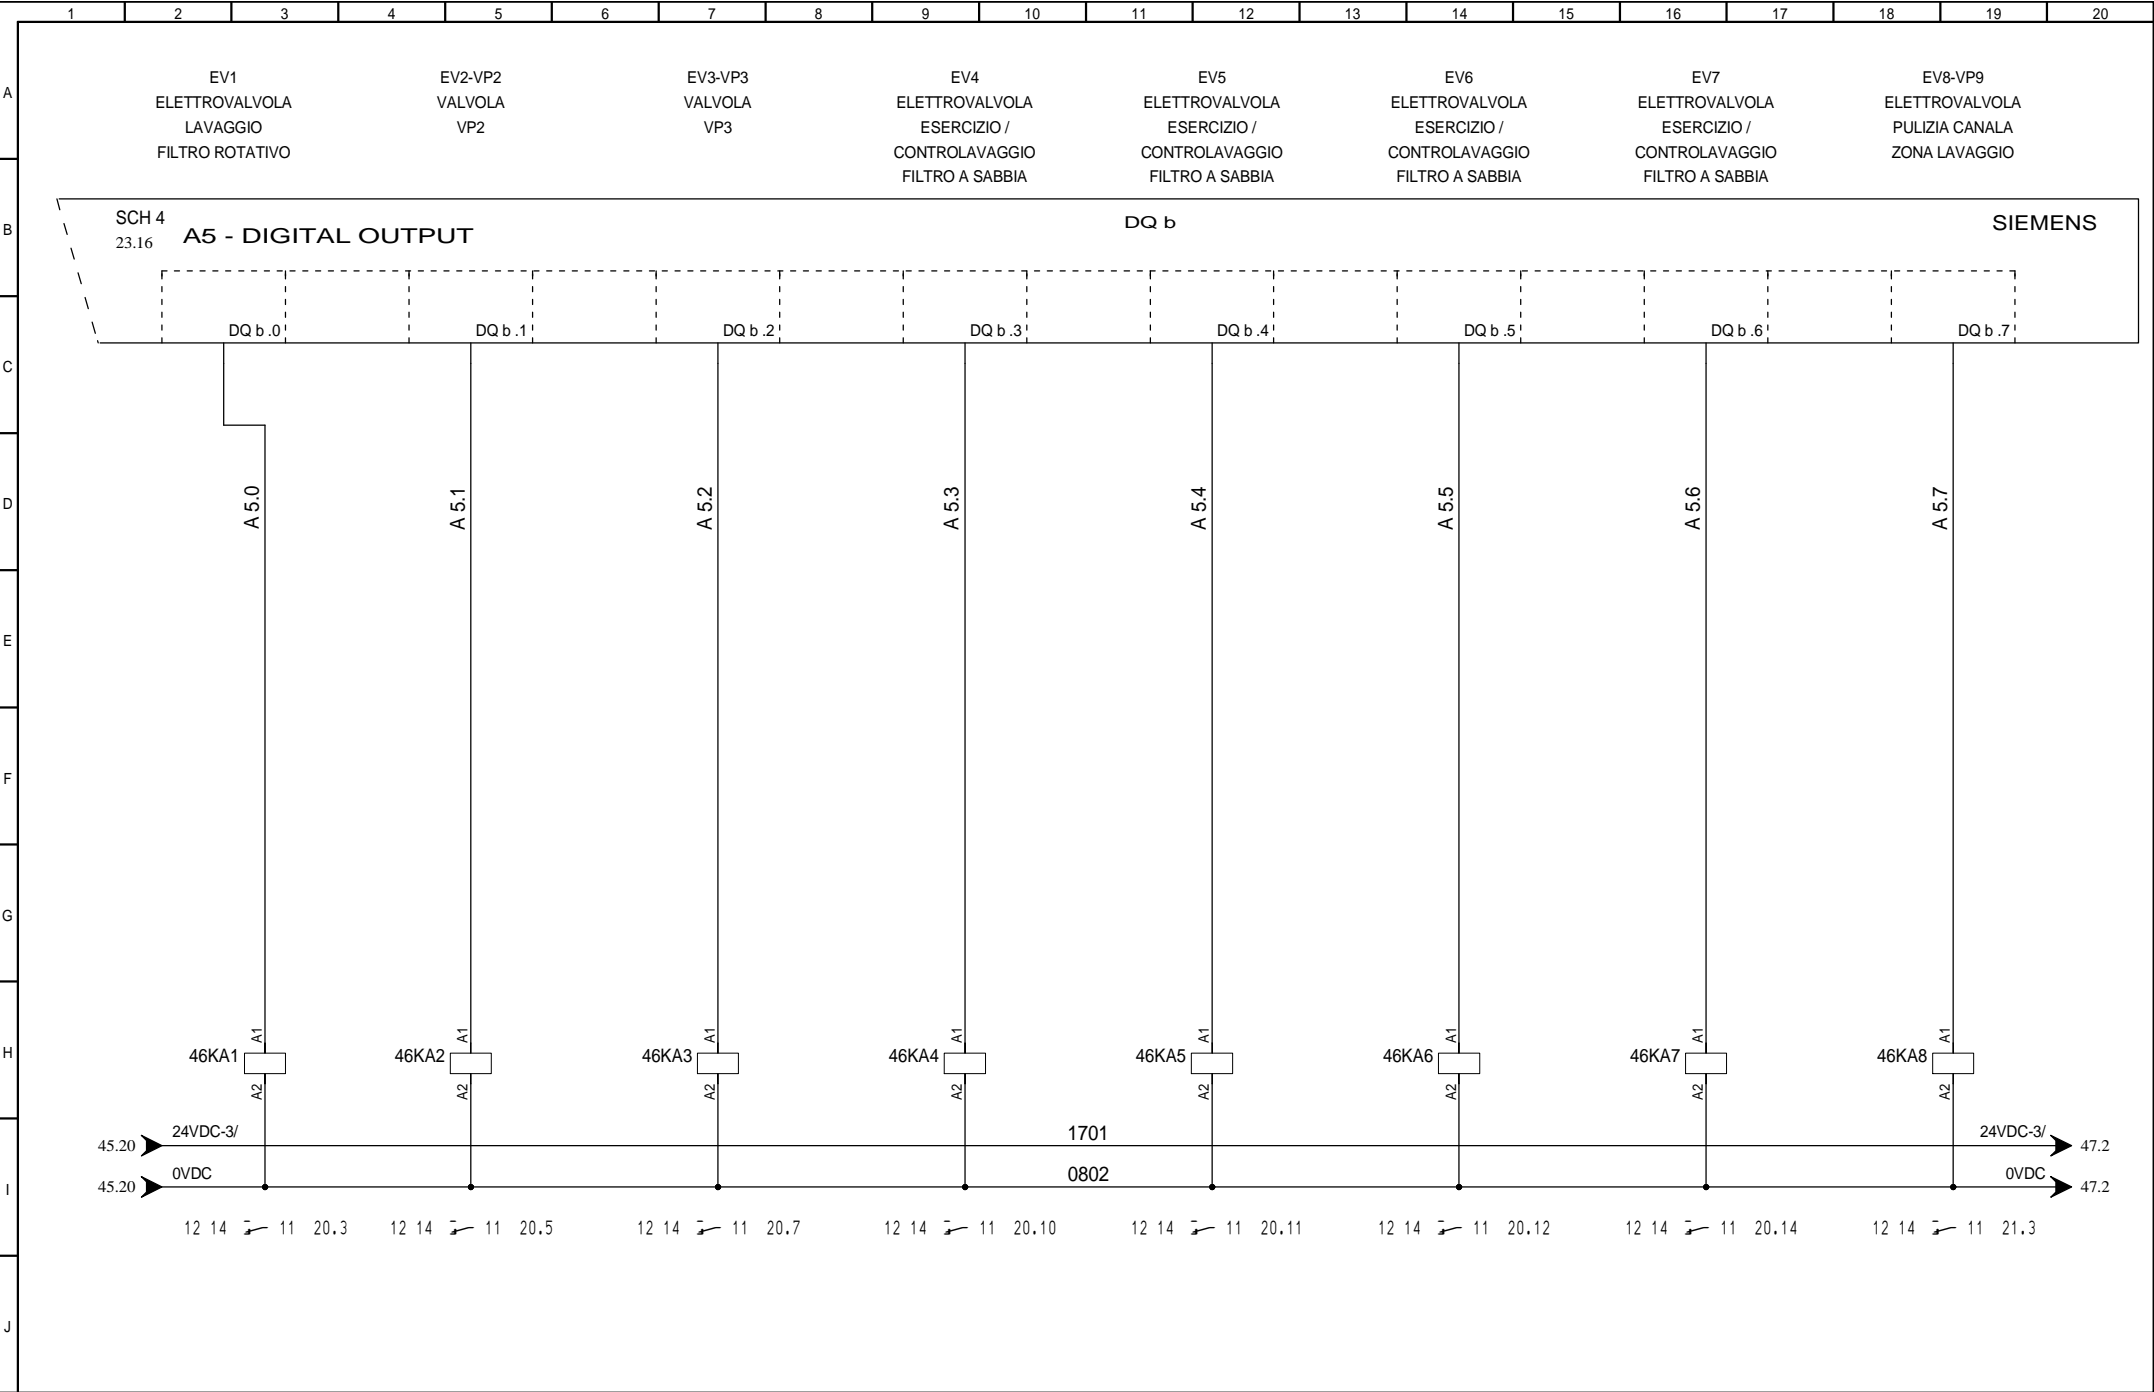 1 2 3 4 5 6 7 8 9 10 11 12 13 14 15 16 17 18 19 20
A
EV1
ELETTROVALVOLA
LAVAGGIO
FILTRO ROTATIVO
EV2-VP2
VALVOLA
VP2
EV3-VP3
VALVOLA
VP3
EV4
ELETTROVALVOLA
ESERCIZIO /
CONTROLAVAGGIO
FILTRO A SABBIA
EV5
ELETTROVALVOLA
ESERCIZIO /
CONTROLAVAGGIO
FILTRO A SABBIA
EV6
ELETTROVALVOLA
ESERCIZIO /
CONTROLAVAGGIO
FILTRO A SABBIA
EV7
ELETTROVALVOLA
ESERCIZIO /
CONTROLAVAGGIO
FILTRO A SABBIA
EV8-VP9
ELETTROVALVOLA
PULIZIA CANALA
ZONA LAVAGGIO
B
SCH 4
23.16
A5 - DIGITAL OUTPUT
DQ b
SIEMENS
DQ b .0 DQ b .1 DQ b .2 DQ b .3 DQ b .4 DQ b .5 DQ b .6 DQ b .7
C
D
A 5.0 A 5.1 A 5.2 A 5.3 A 5.4 A 5.5 A 5.6 A 5.7
E
F
G
H
A1 A1 A1 A1 A1 A1 A1 A1
46KA1 46KA2 46KA3 46KA4 46KA5 46KA6 46KA7 46KA8
A2 A2 A2 A2 A2 A2 A2 A2
45.20 24VDC-3/ 1701 24VDC-3/ 47.2
I
45.20 0VDC 0802 0VDC 47.2
12 14 11 20.3 12 14 11 20.5 12 14 11 20.7 12 14 11 20.10 12 14 11 20.11 12 14 11 20.12 12 14 11 20.14 12 14 11 21.3
J